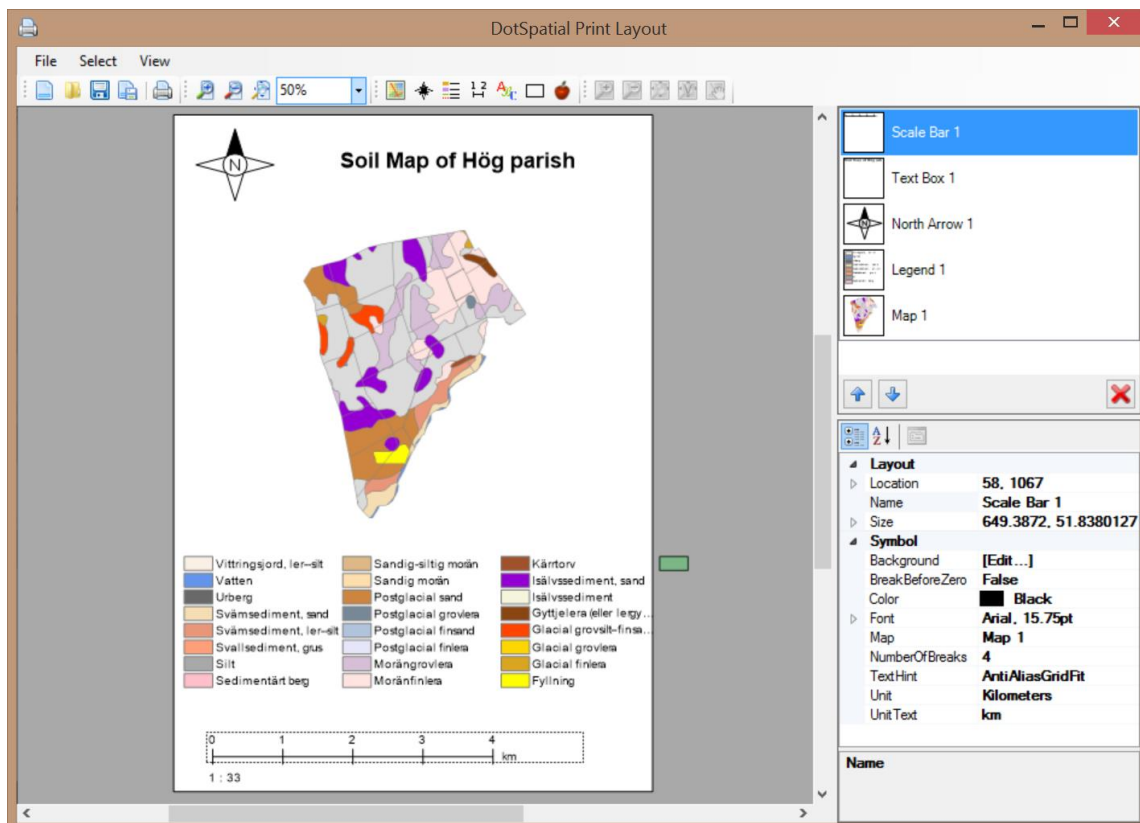 DotSpatial Print Layout
File Select View
50%
Soil Map of Hög parish
N
Vittringsjord, ler--silt
Vatten
Urberg
Svämsediment, sand
Svämsediment, ler--silt
Svallsediment, grus
Silt
Sedimentärt berg
Sandig-siltig morän
Sandig morän
Postglacial sand
Postglacial grovlera
Postglacial finsand
Postglacial finlera
Morängrovlera
Moränfinlera
Kärrtorv
Isälvssediment, sand
Isälvssediment
Gyttjelera (eller lergy...
Glacial grovsilt--finsa...
Glacial grovlera
Glacial finlera
Fyllning
0 1 2 3 4
km
1 : 33
Scale Bar 1
Text Box 1
North Arrow 1
Legend 1
Map 1
Layout
Location 58, 1067
Name Scale Bar 1
Size 649.3872, 51.8380127
Symbol
Background [Edit...]
BreakBeforeZero False
Color Black
Font Arial, 15.75pt
Map Map 1
NumberOfBreaks 4
TextHint AntiAliasGridFit
Unit Kilometers
UnitText km
Name